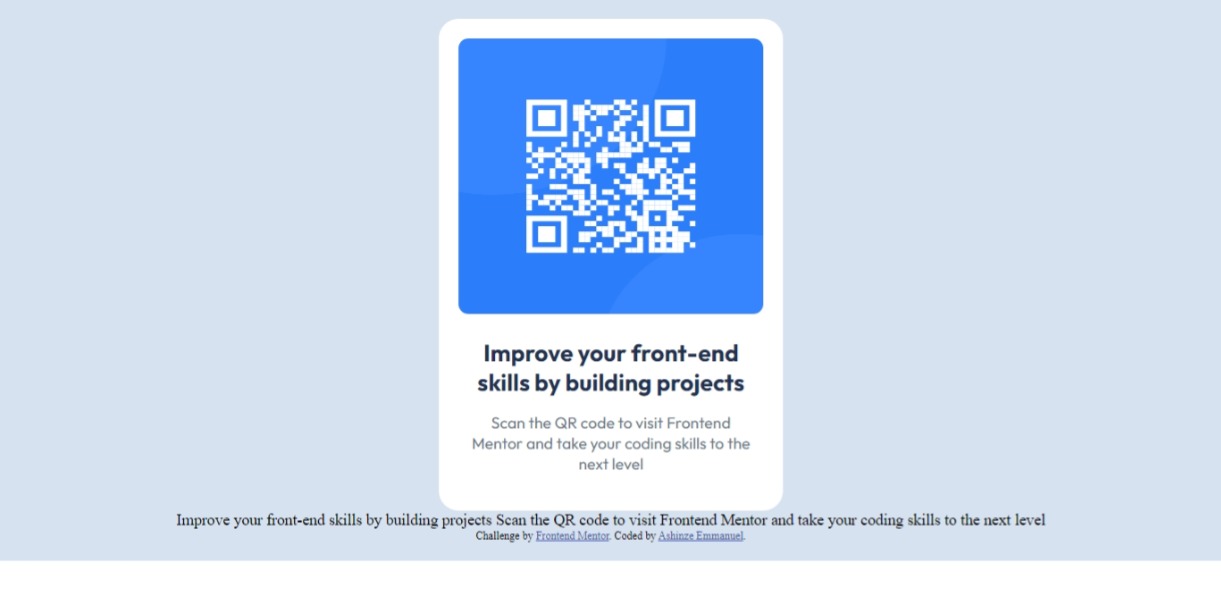 Improve your front-end
skills by building projects
Scan the QR code to visit Frontend
Mentor and take your coding skills to the
next level
Improve your front-end skills by building projects Scan the QR code to visit Frontend Mentor and take your coding skills to the next level
Challenge by Frontend Mentor. Coded by Ashinze Emmanuel.